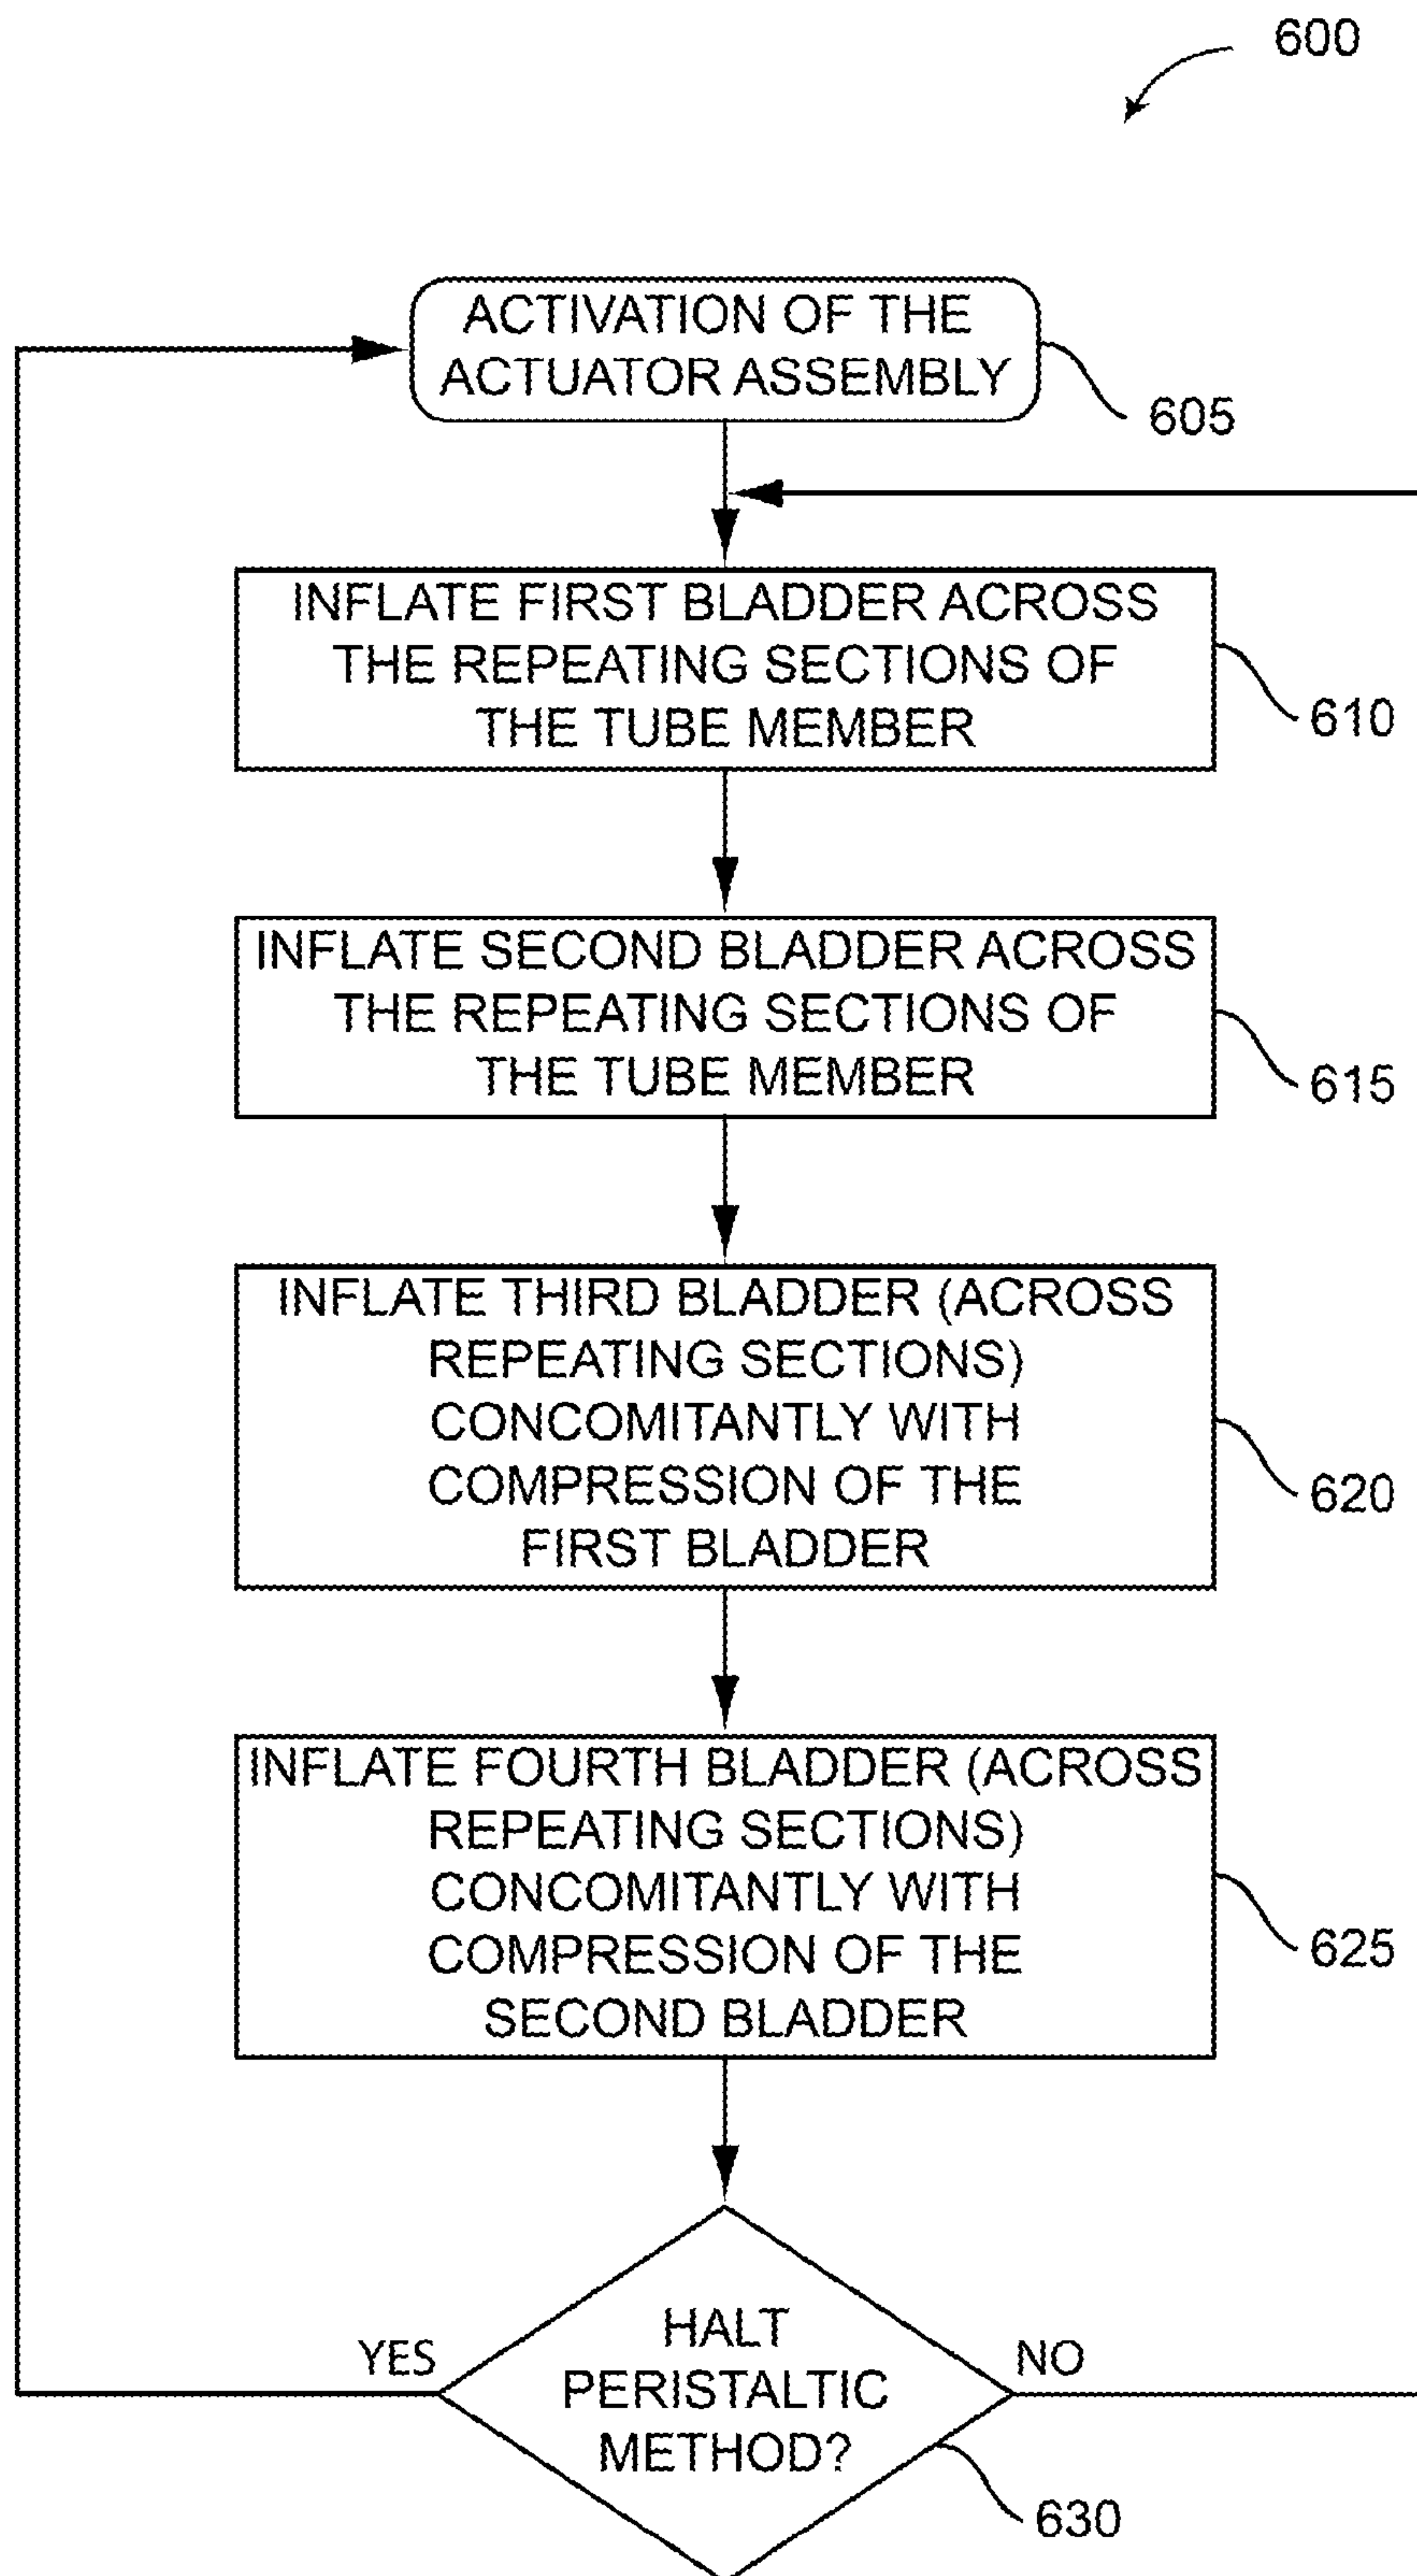 600
ACTIVATION OF THE
ACTUATOR ASSEMBLY
605
INFLATE FIRST BLADDER ACROSS
THE REPEATING SECTIONS OF
THE TUBE MEMBER
610
INFLATE SECOND BLADDER ACROSS
THE REPEATING SECTIONS OF
THE TUBE MEMBER
615
INFLATE THIRD BLADDER (ACROSS
REPEATING SECTIONS)
CONCOMITANTLY WITH
COMPRESSION OF THE
FIRST BLADDER
620
INFLATE FOURTH BLADDER (ACROSS
REPEATING SECTIONS)
CONCOMITANTLY WITH
COMPRESSION OF THE
SECOND BLADDER
625
YES
HALT
PERISTALTIC
METHOD?
NO
630